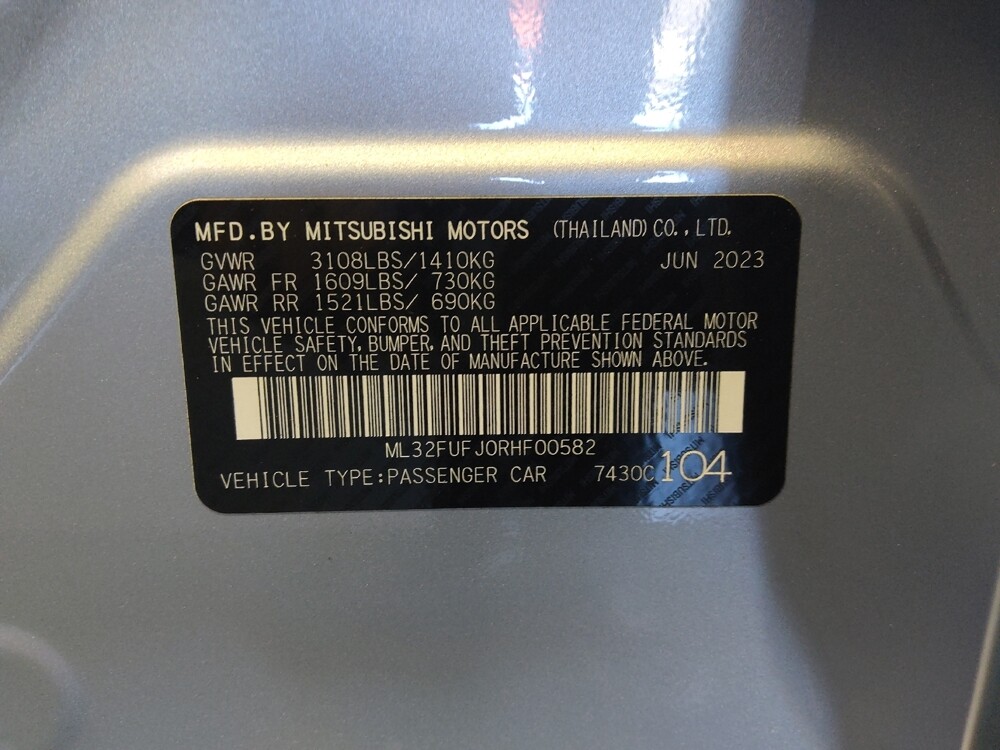 MFD.BY MITSUBISHI MOTORS (THAILAND) CO., LTD.
GVWR 3108LBS/1410KG JUN 2023
GAWR FR 1609LBS/ 730KG
GAWR RR 1521LBS/ 690KG
THIS VEHICLE CONFORMS TO ALL APPLICABLE FEDERAL MOTOR
VEHICLE SAFETY, BUMPER, AND THEFT PREVENTION STANDARDS
IN EFFECT ON THE DATE OF MANUFACTURE SHOWN ABOVE.
ML32FUFJ0RHF00582
VEHICLE TYPE:PASSENGER CAR 7430C 104